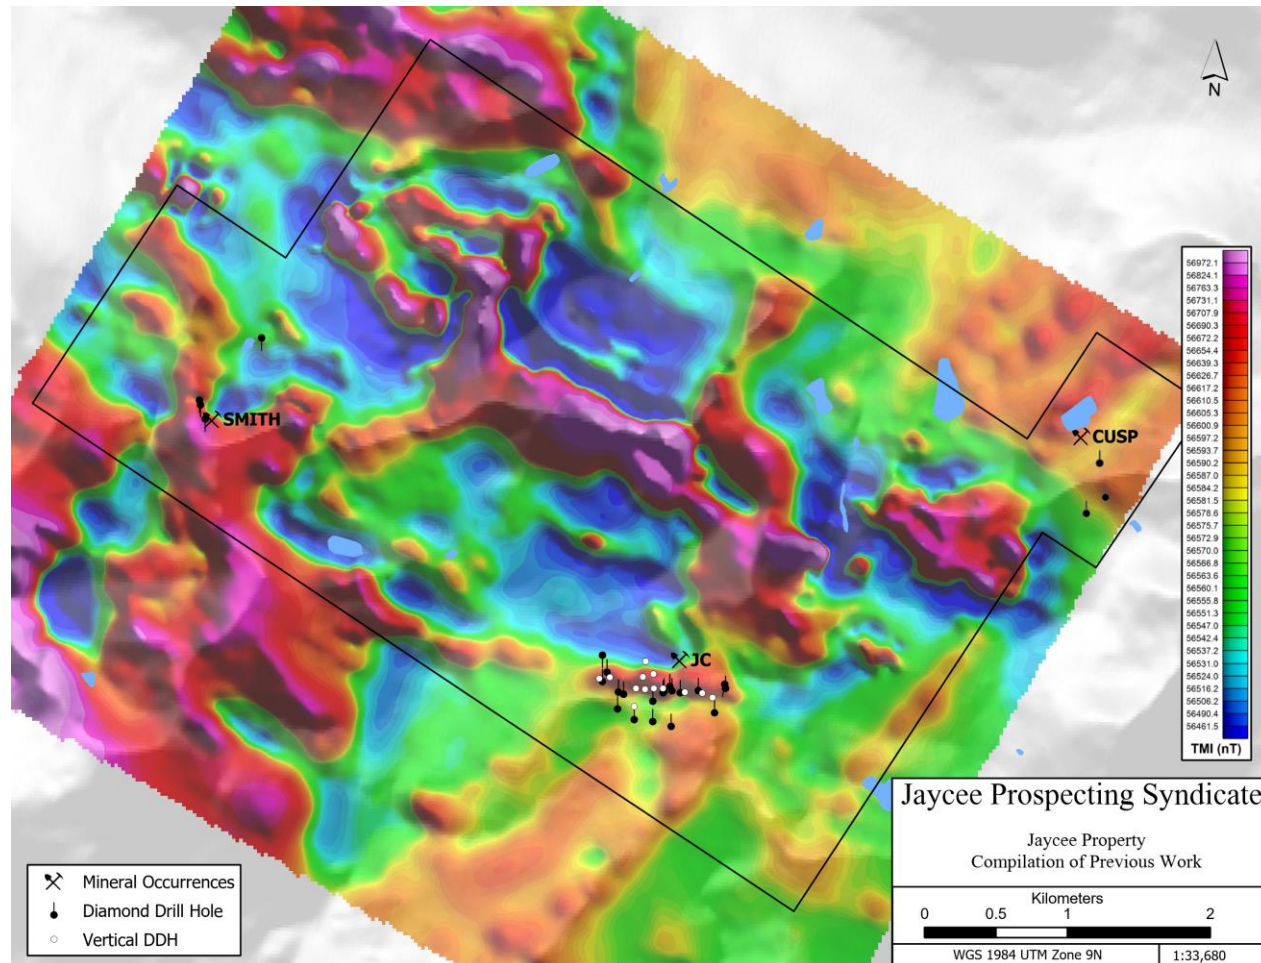 N
SMITH
CUSP
JC
56972.1
56824.1
56763.3
56731.1
56707.9
56690.3
56672.2
56654.4
56639.3
56626.7
56617.2
56610.5
56605.3
56600.9
56597.2
56593.7
56590.2
56587.0
56584.2
56581.5
56578.6
56575.7
56572.9
56570.0
56566.8
56563.6
56560.1
56555.8
56551.3
56547.0
56542.4
56537.2
56531.0
56524.0
56516.2
56506.2
56490.4
56461.5
TMI (nT)
Jaycee Prospecting Syndicate
Jaycee Property
Compilation of Previous Work
Kilometers
0 0.5 1 2
WGS 1984 UTM Zone 9N 1:33,680
Mineral Occurrences
Diamond Drill Hole
Vertical DDH